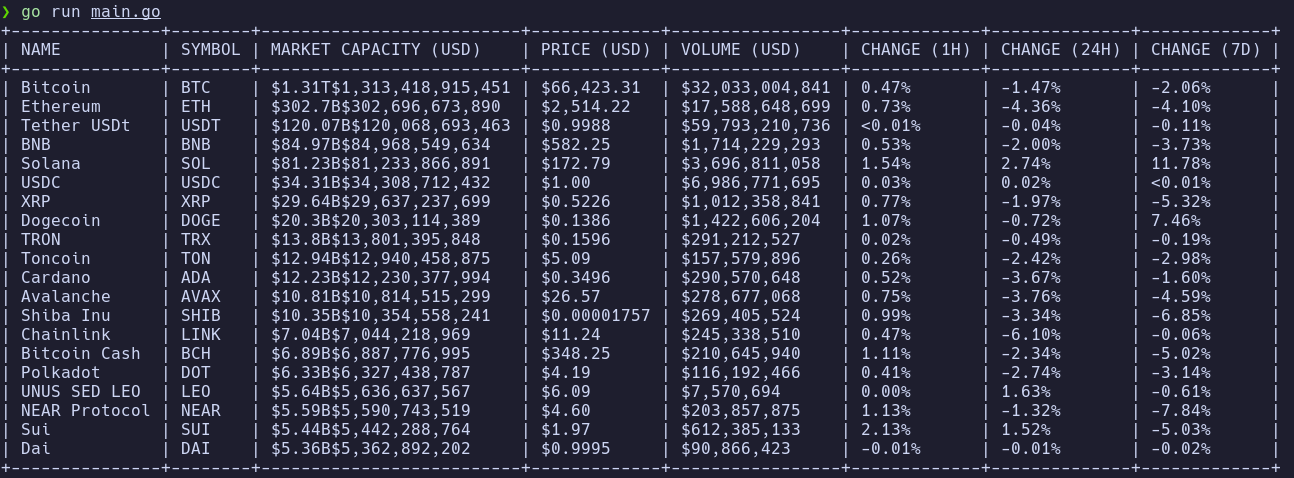 ❯ go run main.go
+---------------+--------+--------------------------+-------------+-----------------+-------------+--------------+-------------+
| NAME          | SYMBOL | MARKET CAPACITY (USD)    | PRICE (USD) | VOLUME (USD)    | CHANGE (1H) | CHANGE (24H) | CHANGE (7D) |
+---------------+--------+--------------------------+-------------+-----------------+-------------+--------------+-------------+
| Bitcoin       | BTC    | $1.31T$1,313,418,915,451 | $66,423.31  | $32,033,004,841 | 0.47%       | -1.47%       | -2.06%      |
| Ethereum      | ETH    | $302.7B$302,696,673,890  | $2,514.22   | $17,588,648,699 | 0.73%       | -4.36%       | -4.10%      |
| Tether USDt   | USDT   | $120.07B$120,068,693,463 | $0.9988     | $59,793,210,736 | <0.01%      | -0.04%       | -0.11%      |
| BNB           | BNB    | $84.97B$84,968,549,634   | $582.25     | $1,714,229,293  | 0.53%       | -2.00%       | -3.73%      |
| Solana        | SOL    | $81.23B$81,233,866,891   | $172.79     | $3,696,811,058  | 1.54%       | 2.74%        | 11.78%      |
| USDC          | USDC   | $34.31B$34,308,712,432   | $1.00       | $6,986,771,695  | 0.03%       | 0.02%        | <0.01%      |
| XRP           | XRP    | $29.64B$29,637,237,699   | $0.5226     | $1,012,358,841  | 0.77%       | -1.97%       | -5.32%      |
| Dogecoin      | DOGE   | $20.3B$20,303,114,389    | $0.1386     | $1,422,606,204  | 1.07%       | -0.72%       | 7.46%       |
| TRON          | TRX    | $13.8B$13,801,395,848    | $0.1596     | $291,212,527    | 0.02%       | -0.49%       | -0.19%      |
| Toncoin       | TON    | $12.94B$12,940,458,875   | $5.09       | $157,579,896    | 0.26%       | -2.42%       | -2.98%      |
| Cardano       | ADA    | $12.23B$12,230,377,994   | $0.3496     | $290,570,648    | 0.52%       | -3.67%       | -1.60%      |
| Avalanche     | AVAX   | $10.81B$10,814,515,299   | $26.57      | $278,677,068    | 0.75%       | -3.76%       | -4.59%      |
| Shiba Inu     | SHIB   | $10.35B$10,354,558,241   | $0.00001757 | $269,405,524    | 0.99%       | -3.34%       | -6.85%      |
| Chainlink     | LINK   | $7.04B$7,044,218,969     | $11.24      | $245,338,510    | 0.47%       | -6.10%       | -0.06%      |
| Bitcoin Cash  | BCH    | $6.89B$6,887,776,995     | $348.25     | $210,645,940    | 1.11%       | -2.34%       | -5.02%      |
| Polkadot      | DOT    | $6.33B$6,327,438,787     | $4.19       | $116,192,466    | 0.41%       | -2.74%       | -3.14%      |
| UNUS SED LEO  | LEO    | $5.64B$5,636,637,567     | $6.09       | $7,570,694      | 0.00%       | 1.63%        | -0.61%      |
| NEAR Protocol | NEAR   | $5.59B$5,590,743,519     | $4.60       | $203,857,875    | 1.13%       | -1.32%       | -7.84%      |
| Sui           | SUI    | $5.44B$5,442,288,764     | $1.97       | $612,385,133    | 2.13%       | 1.52%        | -5.03%      |
| Dai           | DAI    | $5.36B$5,362,892,202     | $0.9995     | $90,866,423     | -0.01%      | -0.01%       | -0.02%      |
+---------------+--------+--------------------------+-------------+-----------------+-------------+--------------+-------------+